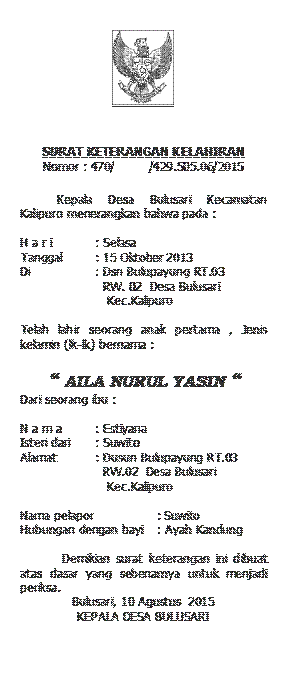 SURAT KETERANGAN KELAHIRAN
Nomor : 470/ /429.505.06/2015
Kepala Desa Bulusari Kecamatan
Kalipuro menerangkan bahwa pada :
H a r i : Selasa
Tanggal : 15 Oktober 2013
Di : Dsn Bulupayung RT.03
RW. 02 Desa Bulusari
Kec.Kalipuro
Telah lahir seorang anak pertama , Jenis
kelamin (lk-lk) bernama :
“ AILA NURUL YASIN “
Dari seorang ibu :
N a m a : Estiyana
Isteri dari : Suwito
Alamat : Dusun Bulupayung RT.03
RW.02 Desa Bulusari
Kec.Kalipuro
Nama pelapor : Suwito
Hubungan dengan bayi : Ayah Kandung
Demikian surat keterangan ini dibuat
atas dasar yang sebenarnya untuk menjadi
periksa.
Bulusari, 10 Agustus 2015
KEPALA DESA BULUSARI